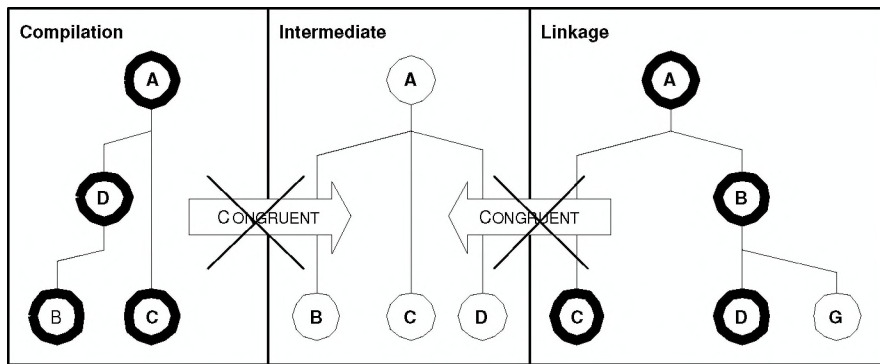 Compilation Intermediate Linkage
A A A
D B
CONGRUENT CONGRUENT
B C B C D C D G